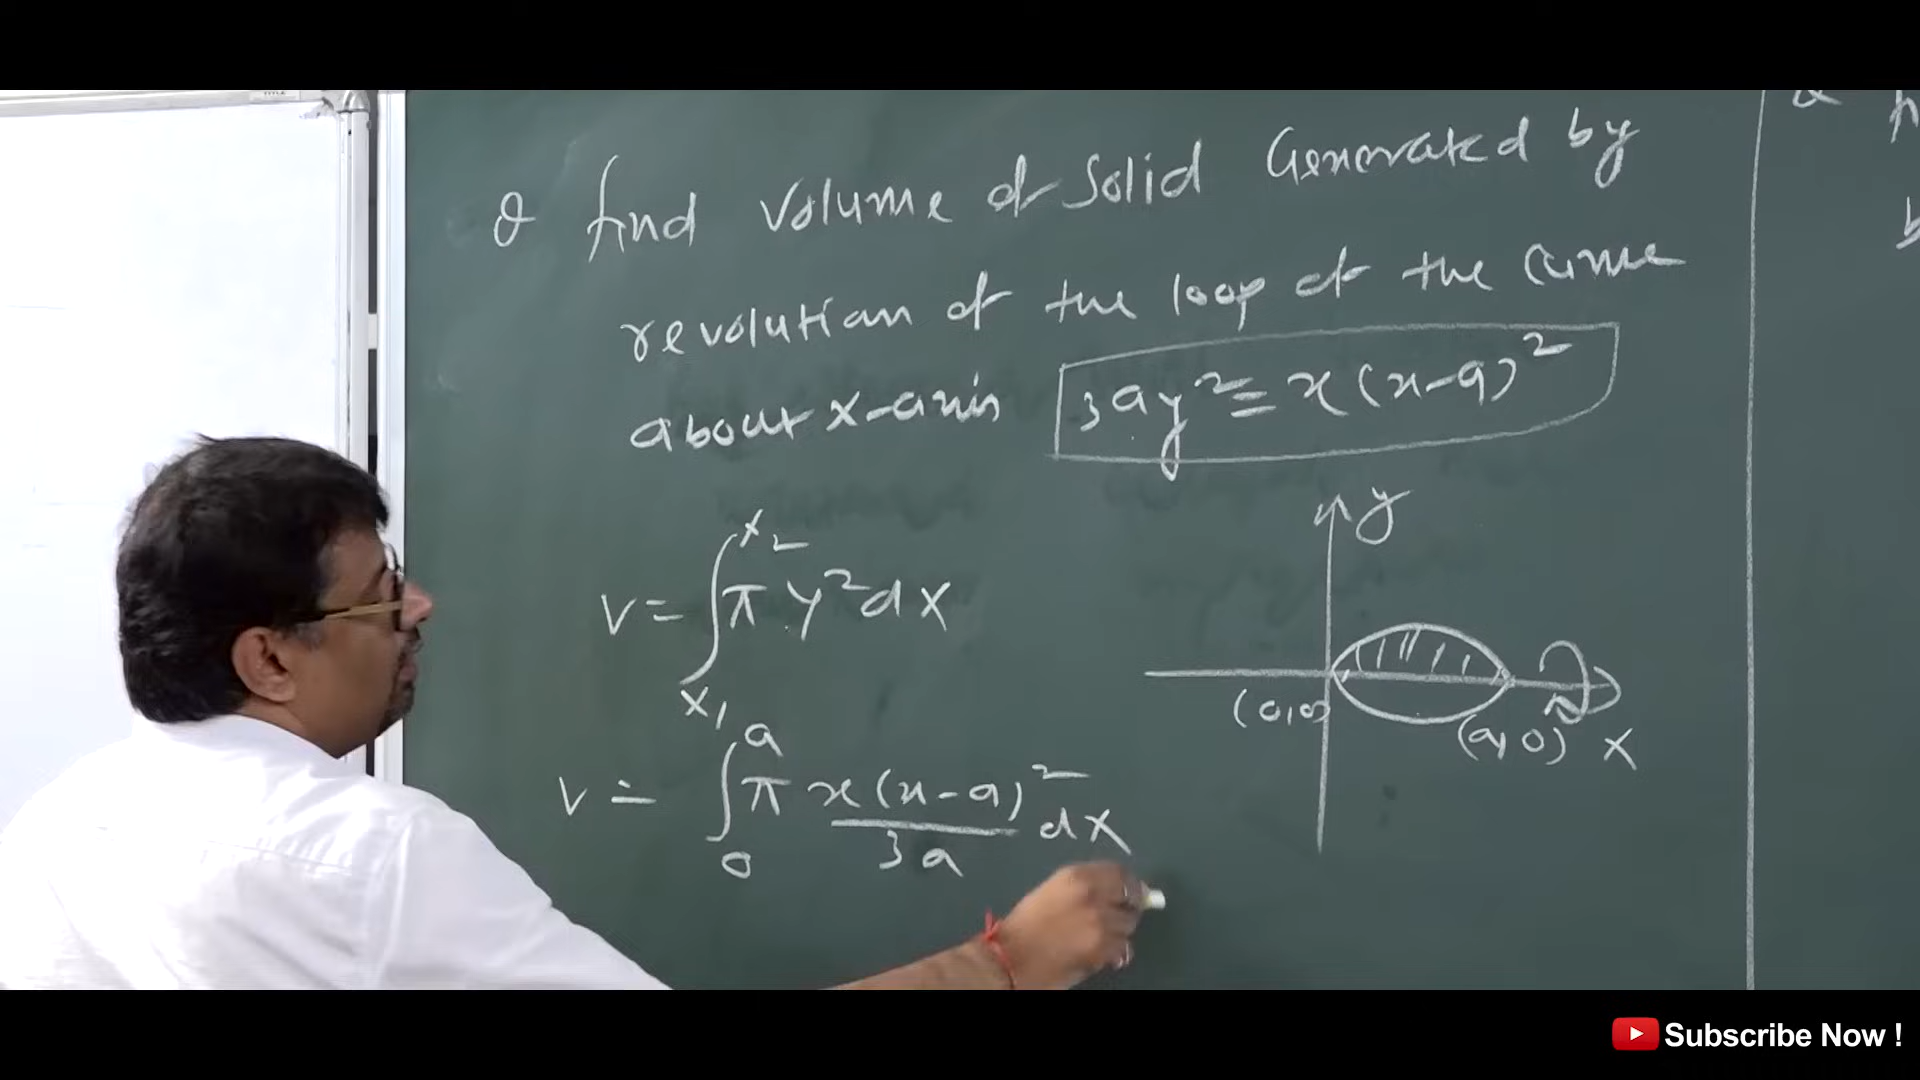 Q find volume of solid Generated by
revolution of the loop of the curve
about x-axis 3ay² = x(x-a)²
y
V = ∫ x₁ x₂ π y² dx
(0,0) (a, 0) x
V = ∫ 0 a π x(x-a)² / 3a dx
Subscribe Now !